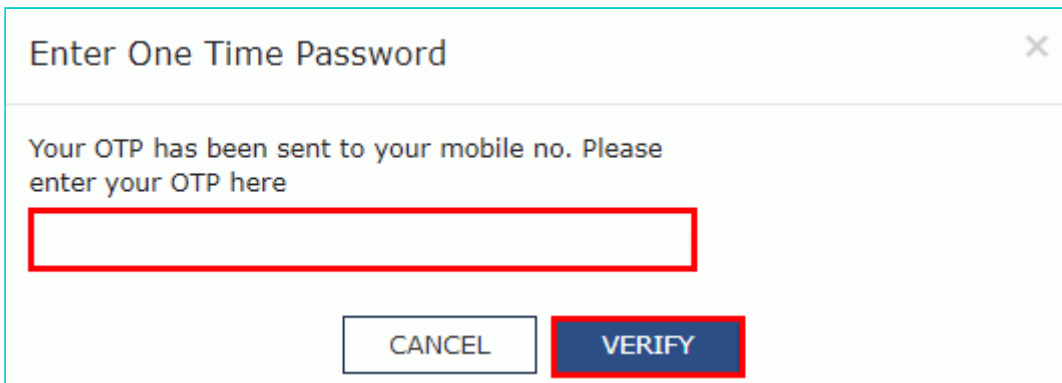 Enter One Time Password
×
Your OTP has been sent to your mobile no. Please
enter your OTP here
CANCEL VERIFY